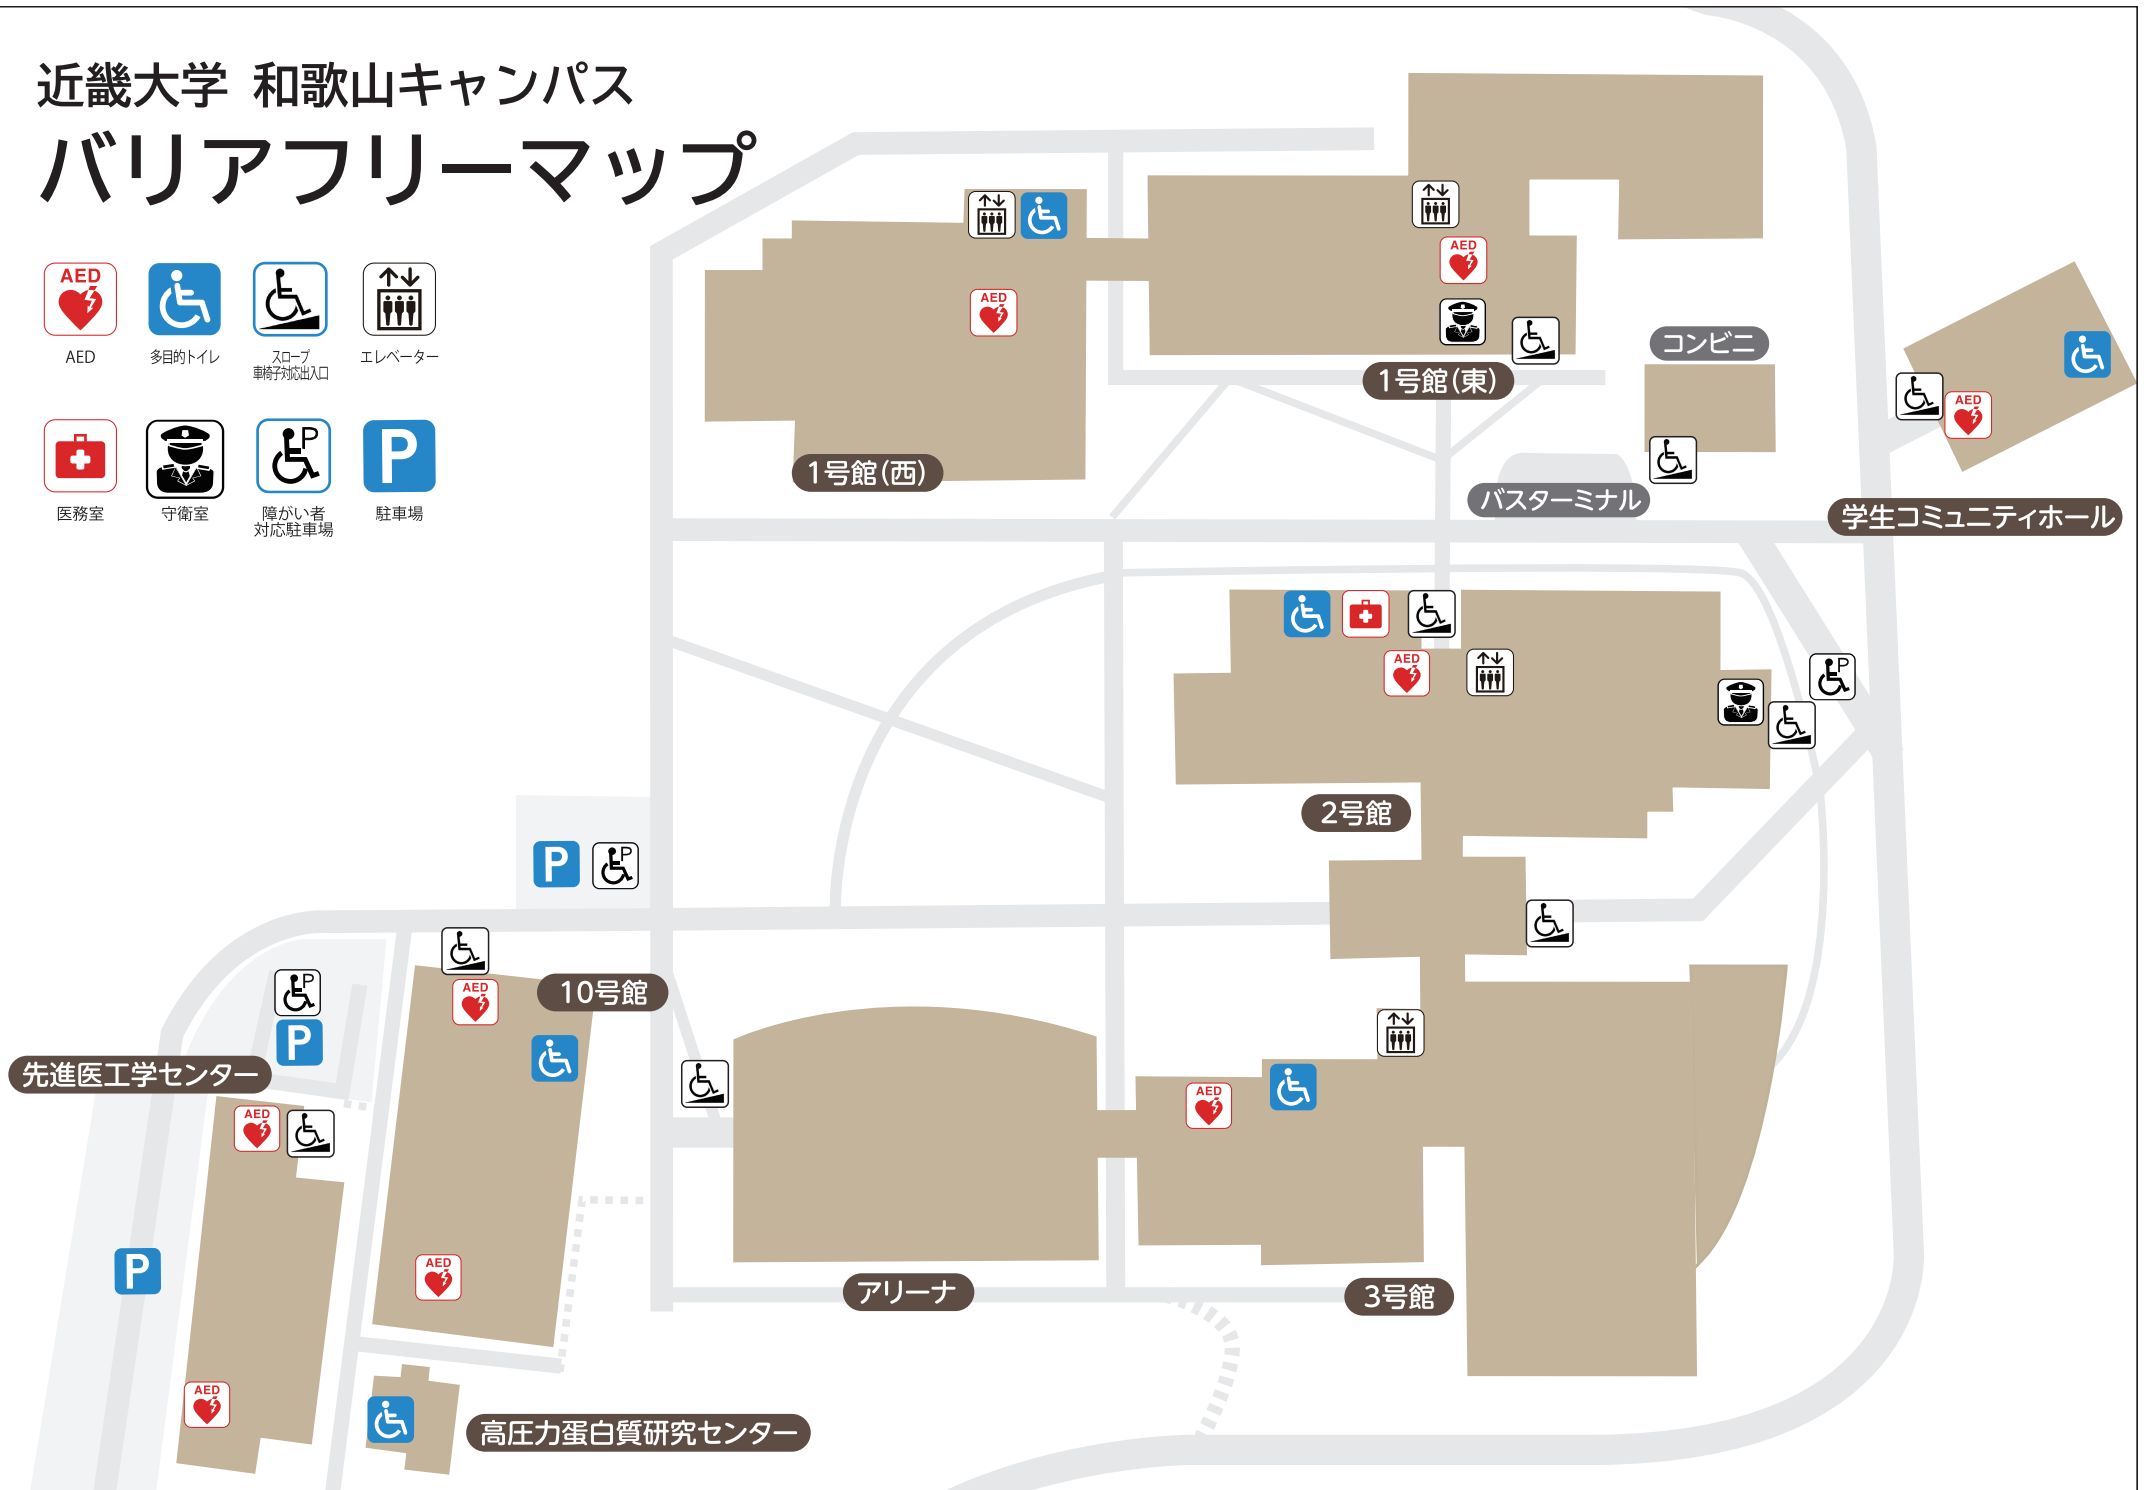 近畿大学 和歌山キャンパス
バリアフリーマップ
AED
AED
多目的トイレ
スロープ
車椅子対応出入口
エレベーター
医務室
守衛室
P
障がい者
対応駐車場
P
駐車場
AED
AED
1号館(東)
1号館(西)
コンビニ
バスターミナル
AED
学生コミュニティホール
AED
P
2号館
P
P
10号館
AED
P
P
先進医工学センター
AED
AED
P
AED
AED
アリーナ
3号館
高圧力蛋白質研究センター